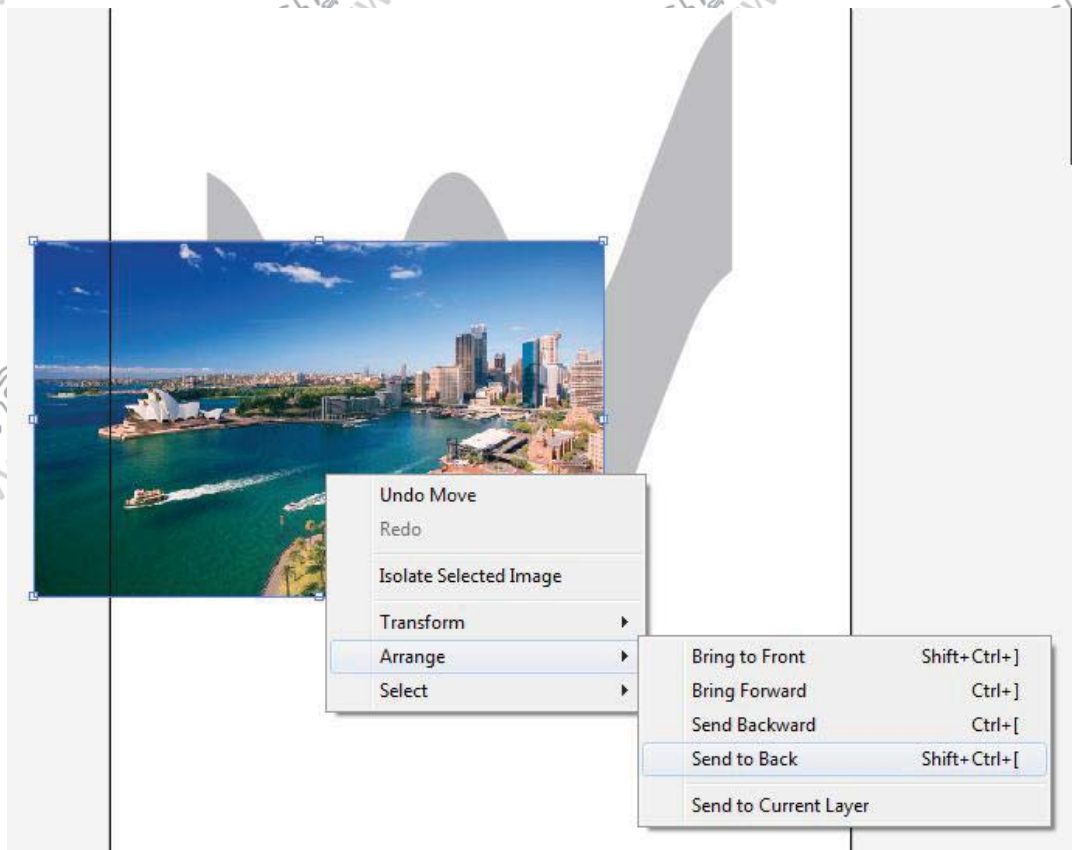 Undo Move
Redo
Isolate Selected Image
Transform
Arrange
Select
Bring to Front Shift+Ctrl+]
Bring Forward Ctrl+]
Send Backward Ctrl+[
Send to Back Shift+Ctrl+[
Send to Current Layer